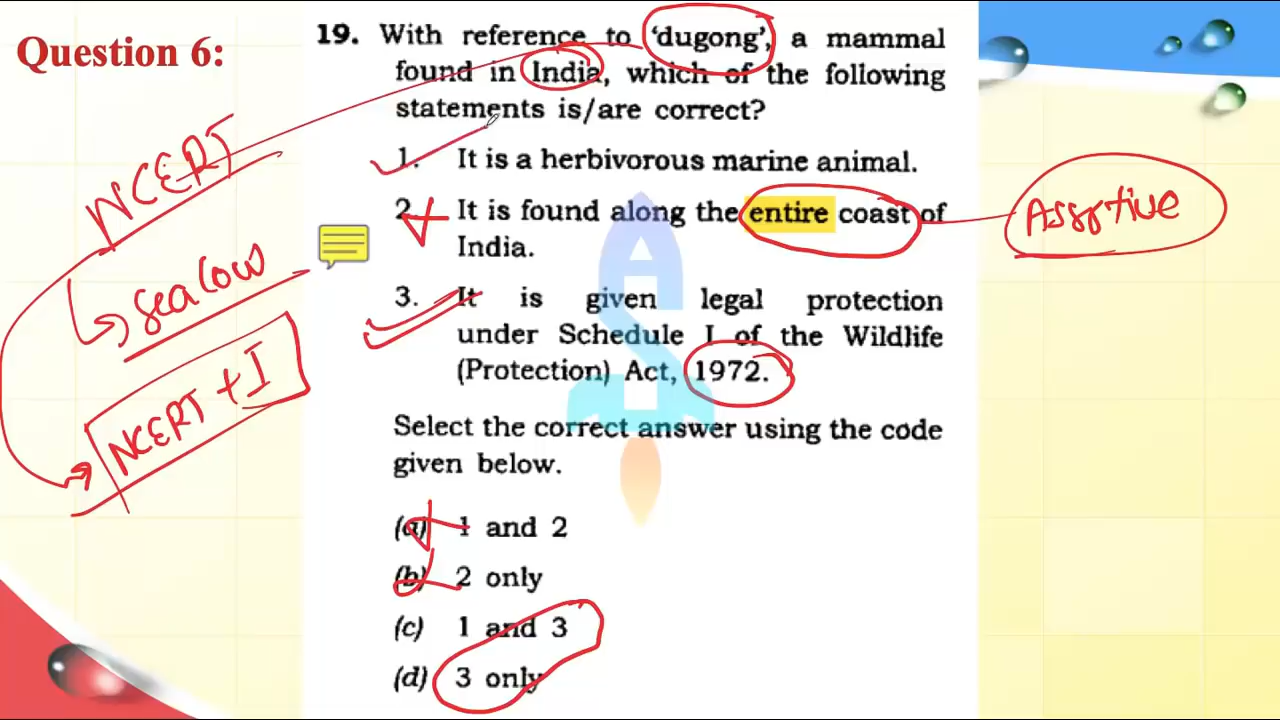 Question 6:
19. With reference to 'dugong', a mammal
found in India, which of the following
statements is/are correct?
1. It is a herbivorous marine animal.
2. It is found along the entire coast of
India.
3. It is given legal protection
under Schedule I of the Wildlife
(Protection) Act, 1972.
Select the correct answer using the code
given below.
(a) 1 and 2
(b) 2 only
(c) 1 and 3
(d) 3 only
NCERT
Sea Cow
NCERT + I
Assrtive